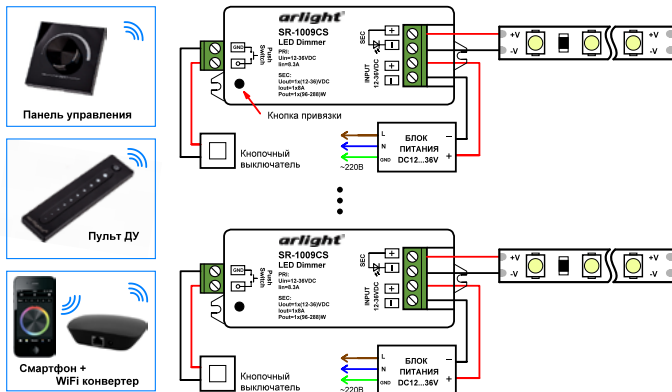 Панель управления
Пульт ДУ
Смартфон +
WiFi конвертер
arlight
SR-1009CS
LED Dimmer
PRI:
Uin=12-36VDC
Iin=8.3A
SEC:
Uout=1x(12-36)VDC
Iout=1x8A
Pout=1x(96-288)W
GND
Push
Switch
SEC
+
−
INPUT
12-36VDC
+
−
Кнопка привязки
Кнопочный
выключатель
L
N
GND
~220В
БЛОК
ПИТАНИЯ
DC12...36V
−
+
+V
-V
+V
-V
arlight
SR-1009CS
LED Dimmer
PRI:
Uin=12-36VDC
Iin=8.3A
SEC:
Uout=1x(12-36)VDC
Iout=1x8A
Pout=1x(96-288)W
GND
Push
Switch
SEC
+
−
INPUT
12-36VDC
+
−
Кнопочный
выключатель
L
N
GND
~220В
БЛОК
ПИТАНИЯ
DC12...36V
−
+
+V
-V
+V
-V